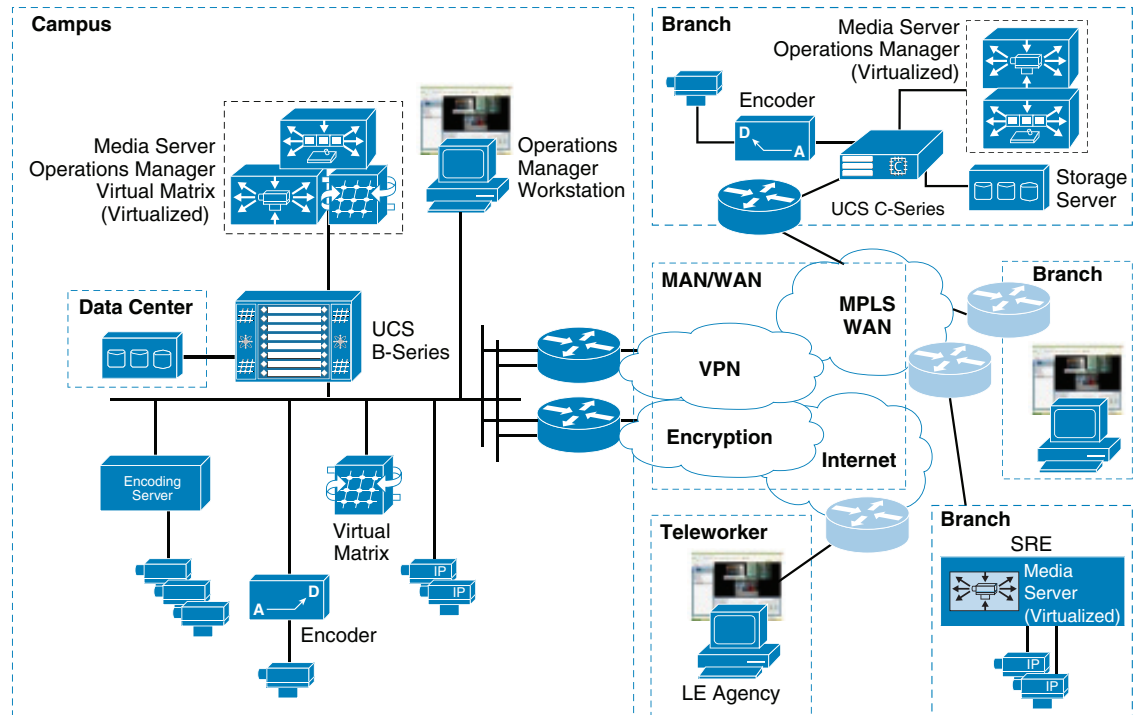 Campus
Media Server
Operations Manager
Virtual Matrix
(Virtualized)
Operations
Manager
Workstation
Data Center
UCS
B-Series
Encoding
Server
IP
IP
Virtual
Matrix
A
D
Encoder
Branch
Media Server
Operations Manager
(Virtualized)
Encoder
D
A
C
UCS C-Series
Storage
Server
MAN/WAN
MPLS
WAN
VPN
Encryption
Internet
Branch
Teleworker
LE Agency
Branch
SRE
Media
Server
(Virtualized)
IP
IP